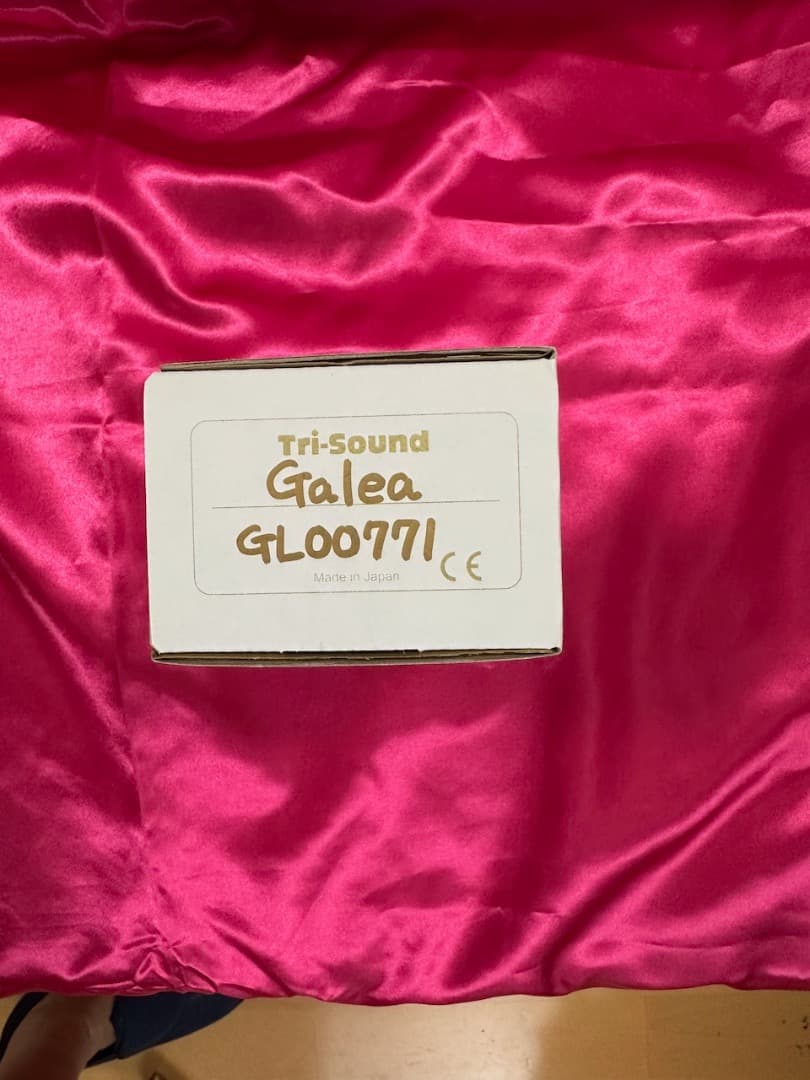 Tri-Sound
Galea
GL00771
Made in Japan
CE